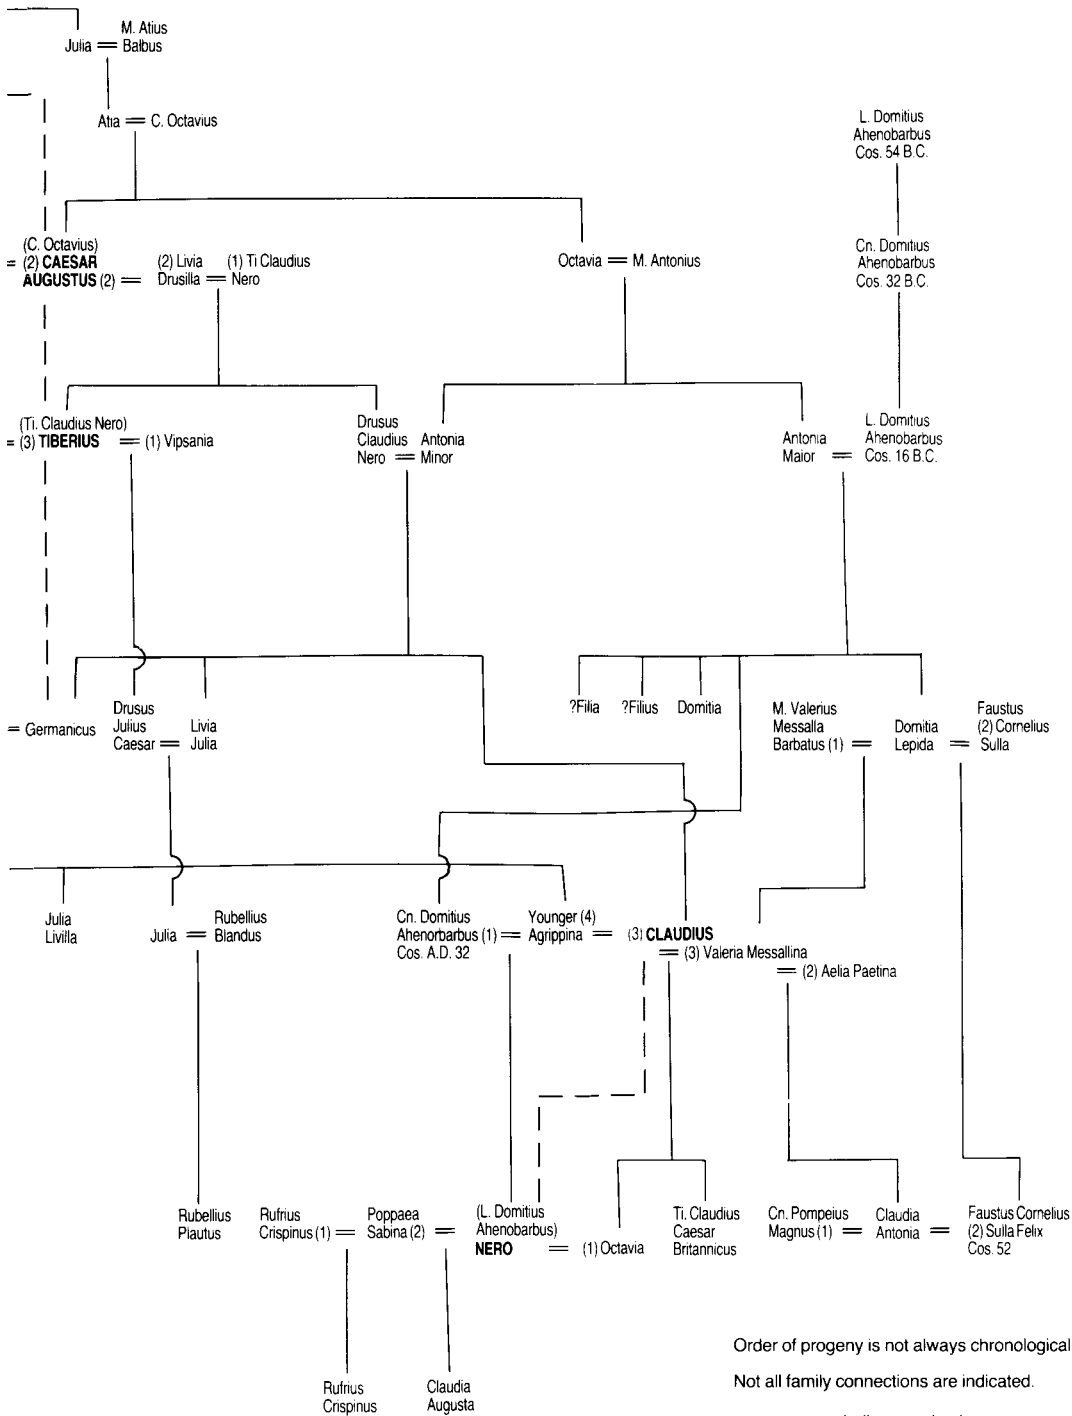 M. Atius
Julia = Balbus
Atia = C. Octavius
L. Domitius
Ahenobarbus
Cos. 54 B.C.
(C. Octavius)
= (2) CAESAR
AUGUSTUS (2) =
(2) Livia
Drusilla =
(1) Ti Claudius
Nero
Octavia = M. Antonius
Cn. Domitius
Ahenobarbus
Cos. 32 B.C.
(Ti. Claudius Nero)
= (3) TIBERIUS = (1) Vipsania
Drusus
Claudius
Nero =
Antonia
Minor
Antonia
Maior =
L. Domitius
Ahenobarbus
Cos. 16 B.C.
= Germanicus
Drusus
Julius
Caesar =
Livia
Julia
?Filia
?Filius
Domitia
M. Valerius
Messalla
Barbatus (1) =
Domitia
Lepida =
Faustus
(2) Cornelius
Sulla
Julia
Livilla
Julia =
Rubellius
Blandus
Cn. Domitius
Ahenorbarbus (1) =
Cos. A.D. 32
Younger (4)
Agrippina =
(3) CLAUDIUS
= (3) Valeria Messallina
= (2) Aelia Paetina
Rubellius
Plautus
Rufrius
Crispinus (1) =
Poppaea
Sabina (2) =
(L. Domitius
Ahenobarbus)
NERO = (1) Octavia
Ti. Claudius
Caesar
Britannicus
Cn. Pompeius
Magnus (1) =
Claudia
Antonia =
Faustus Cornelius
(2) Sulla Felix
Cos. 52
Rufrius
Crispinus
Claudia
Augusta
Order of progeny is not always chronological
Not all family connections are indicated.